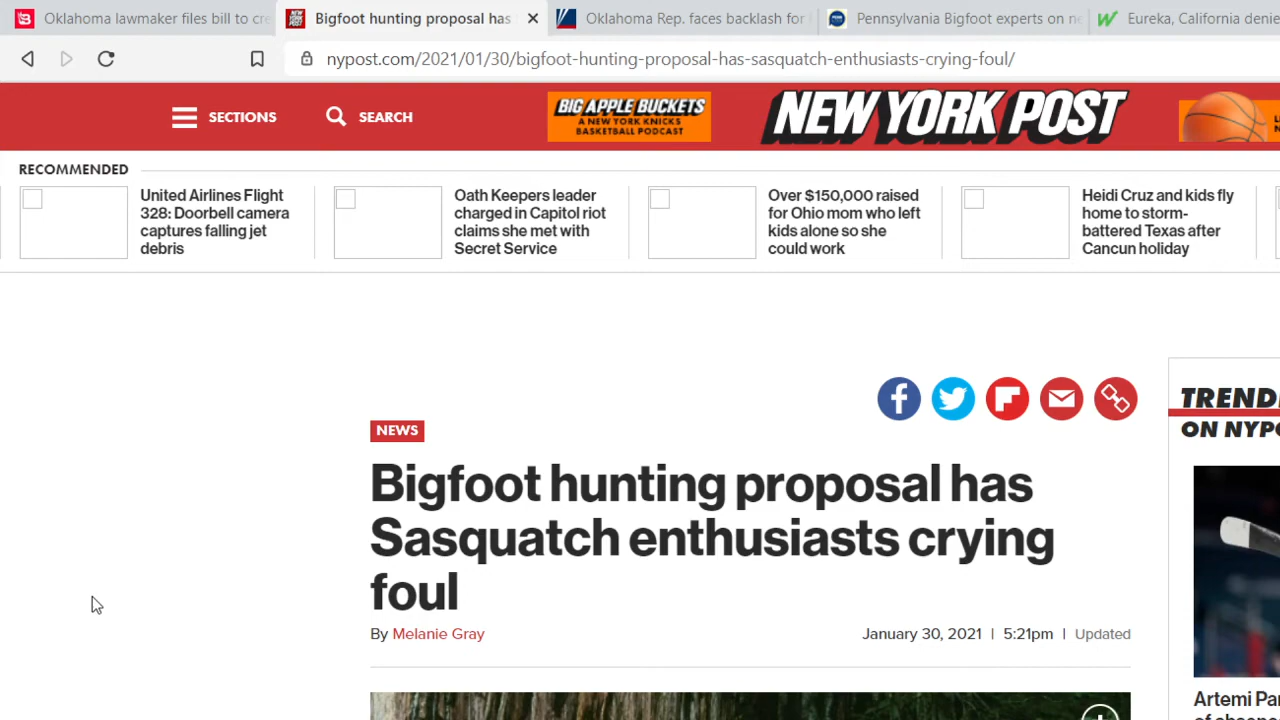 Oklahoma lawmaker files bill to cre
Bigfoot hunting proposal has
Oklahoma Rep. faces backlash for
Pennsylvania Bigfoot experts on ne
Eureka, California denie
nypost.com/2021/01/30/bigfoot-hunting-proposal-has-sasquatch-enthusiasts-crying-foul/
SECTIONS
SEARCH
BIG APPLE BUCKETS
A NEW YORK KNICKS
BASKETBALL PODCAST
NEW YORK POST
RECOMMENDED
United Airlines Flight
328: Doorbell camera
captures falling jet
debris
Oath Keepers leader
charged in Capitol riot
claims she met with
Secret Service
Over $150,000 raised
for Ohio mom who left
kids alone so she
could work
Heidi Cruz and kids fly
home to storm-
battered Texas after
Cancun holiday
NEWS
Bigfoot hunting proposal has
Sasquatch enthusiasts crying
foul
By Melanie Gray
January 30, 2021 | 5:21pm | Updated
TREND
ON NYPO
Artemi Pa